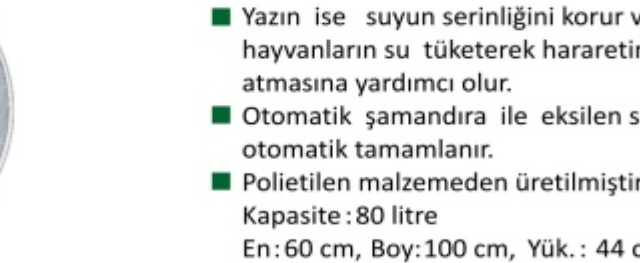 ■ Yazın ise suyun serinliğini korur v
hayvanların su tüketerek hararetin
atmasına yardımcı olur.
■ Otomatik şamandıra ile eksilen s
otomatik tamamlanır.
■ Polietilen malzemeden üretilmiştir
Kapasite : 80 litre
En : 60 cm, Boy: 100 cm, Yük. : 44 c